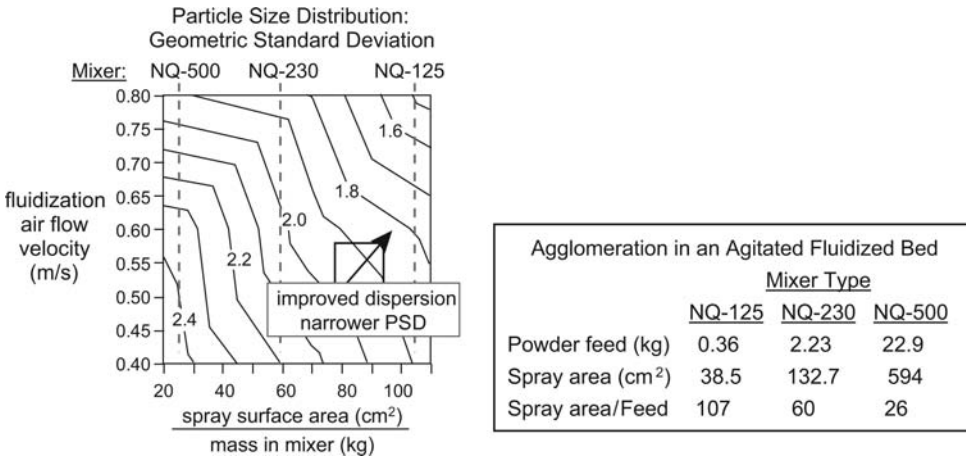 Particle Size Distribution:
Geometric Standard Deviation
Mixer: NQ-500 NQ-230 NQ-125
0.80
0.75
0.70
0.65
0.60
0.55
0.50
0.45
0.40
fluidization
air flow
velocity
(m/s)
1.6
1.8
2.0
2.2
2.4
improved dispersion
narrower PSD
20 40 60 80 100
spray surface area (cm²)
mass in mixer (kg)
Agglomeration in an Agitated Fluidized Bed
Mixer Type
NQ-125 NQ-230 NQ-500
Powder feed (kg) 0.36 2.23 22.9
Spray area (cm²) 38.5 132.7 594
Spray area/Feed 107 60 26